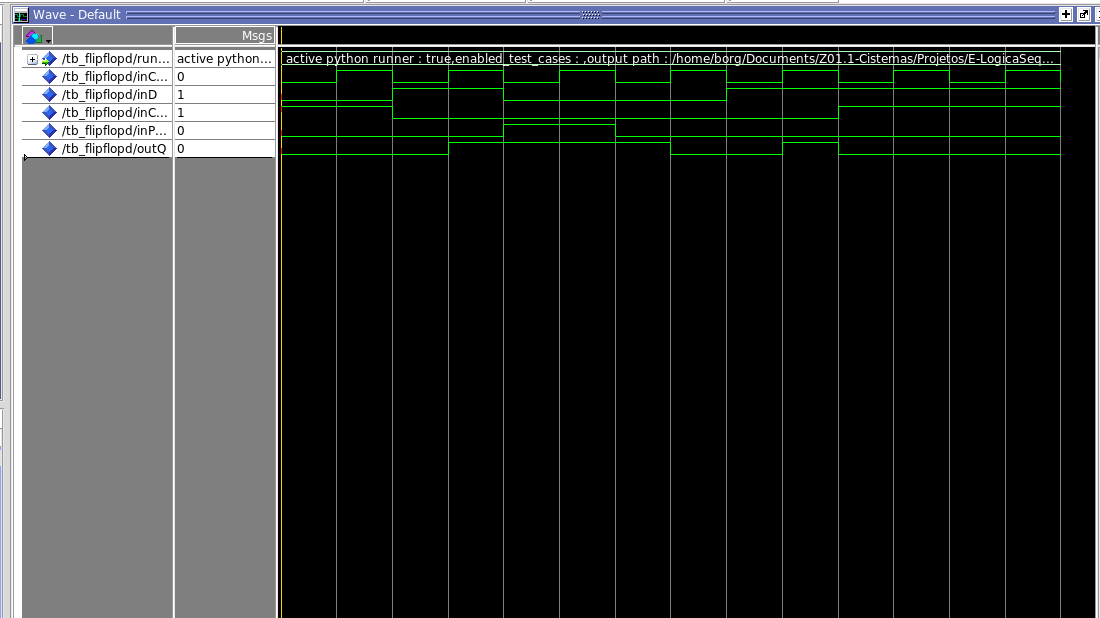 Wave - Default
Msgs
/tb_flipflopd/run... active python... active python runner : true,enabled_test_cases : ,output path : /home/borg/Documents/Z01.1-Cistemas/Projetos/E-LogicaSeq...
/tb_flipflopd/inC... 0
/tb_flipflopd/inD 1
/tb_flipflopd/inC... 1
/tb_flipflopd/inP... 0
/tb_flipflopd/outQ 0